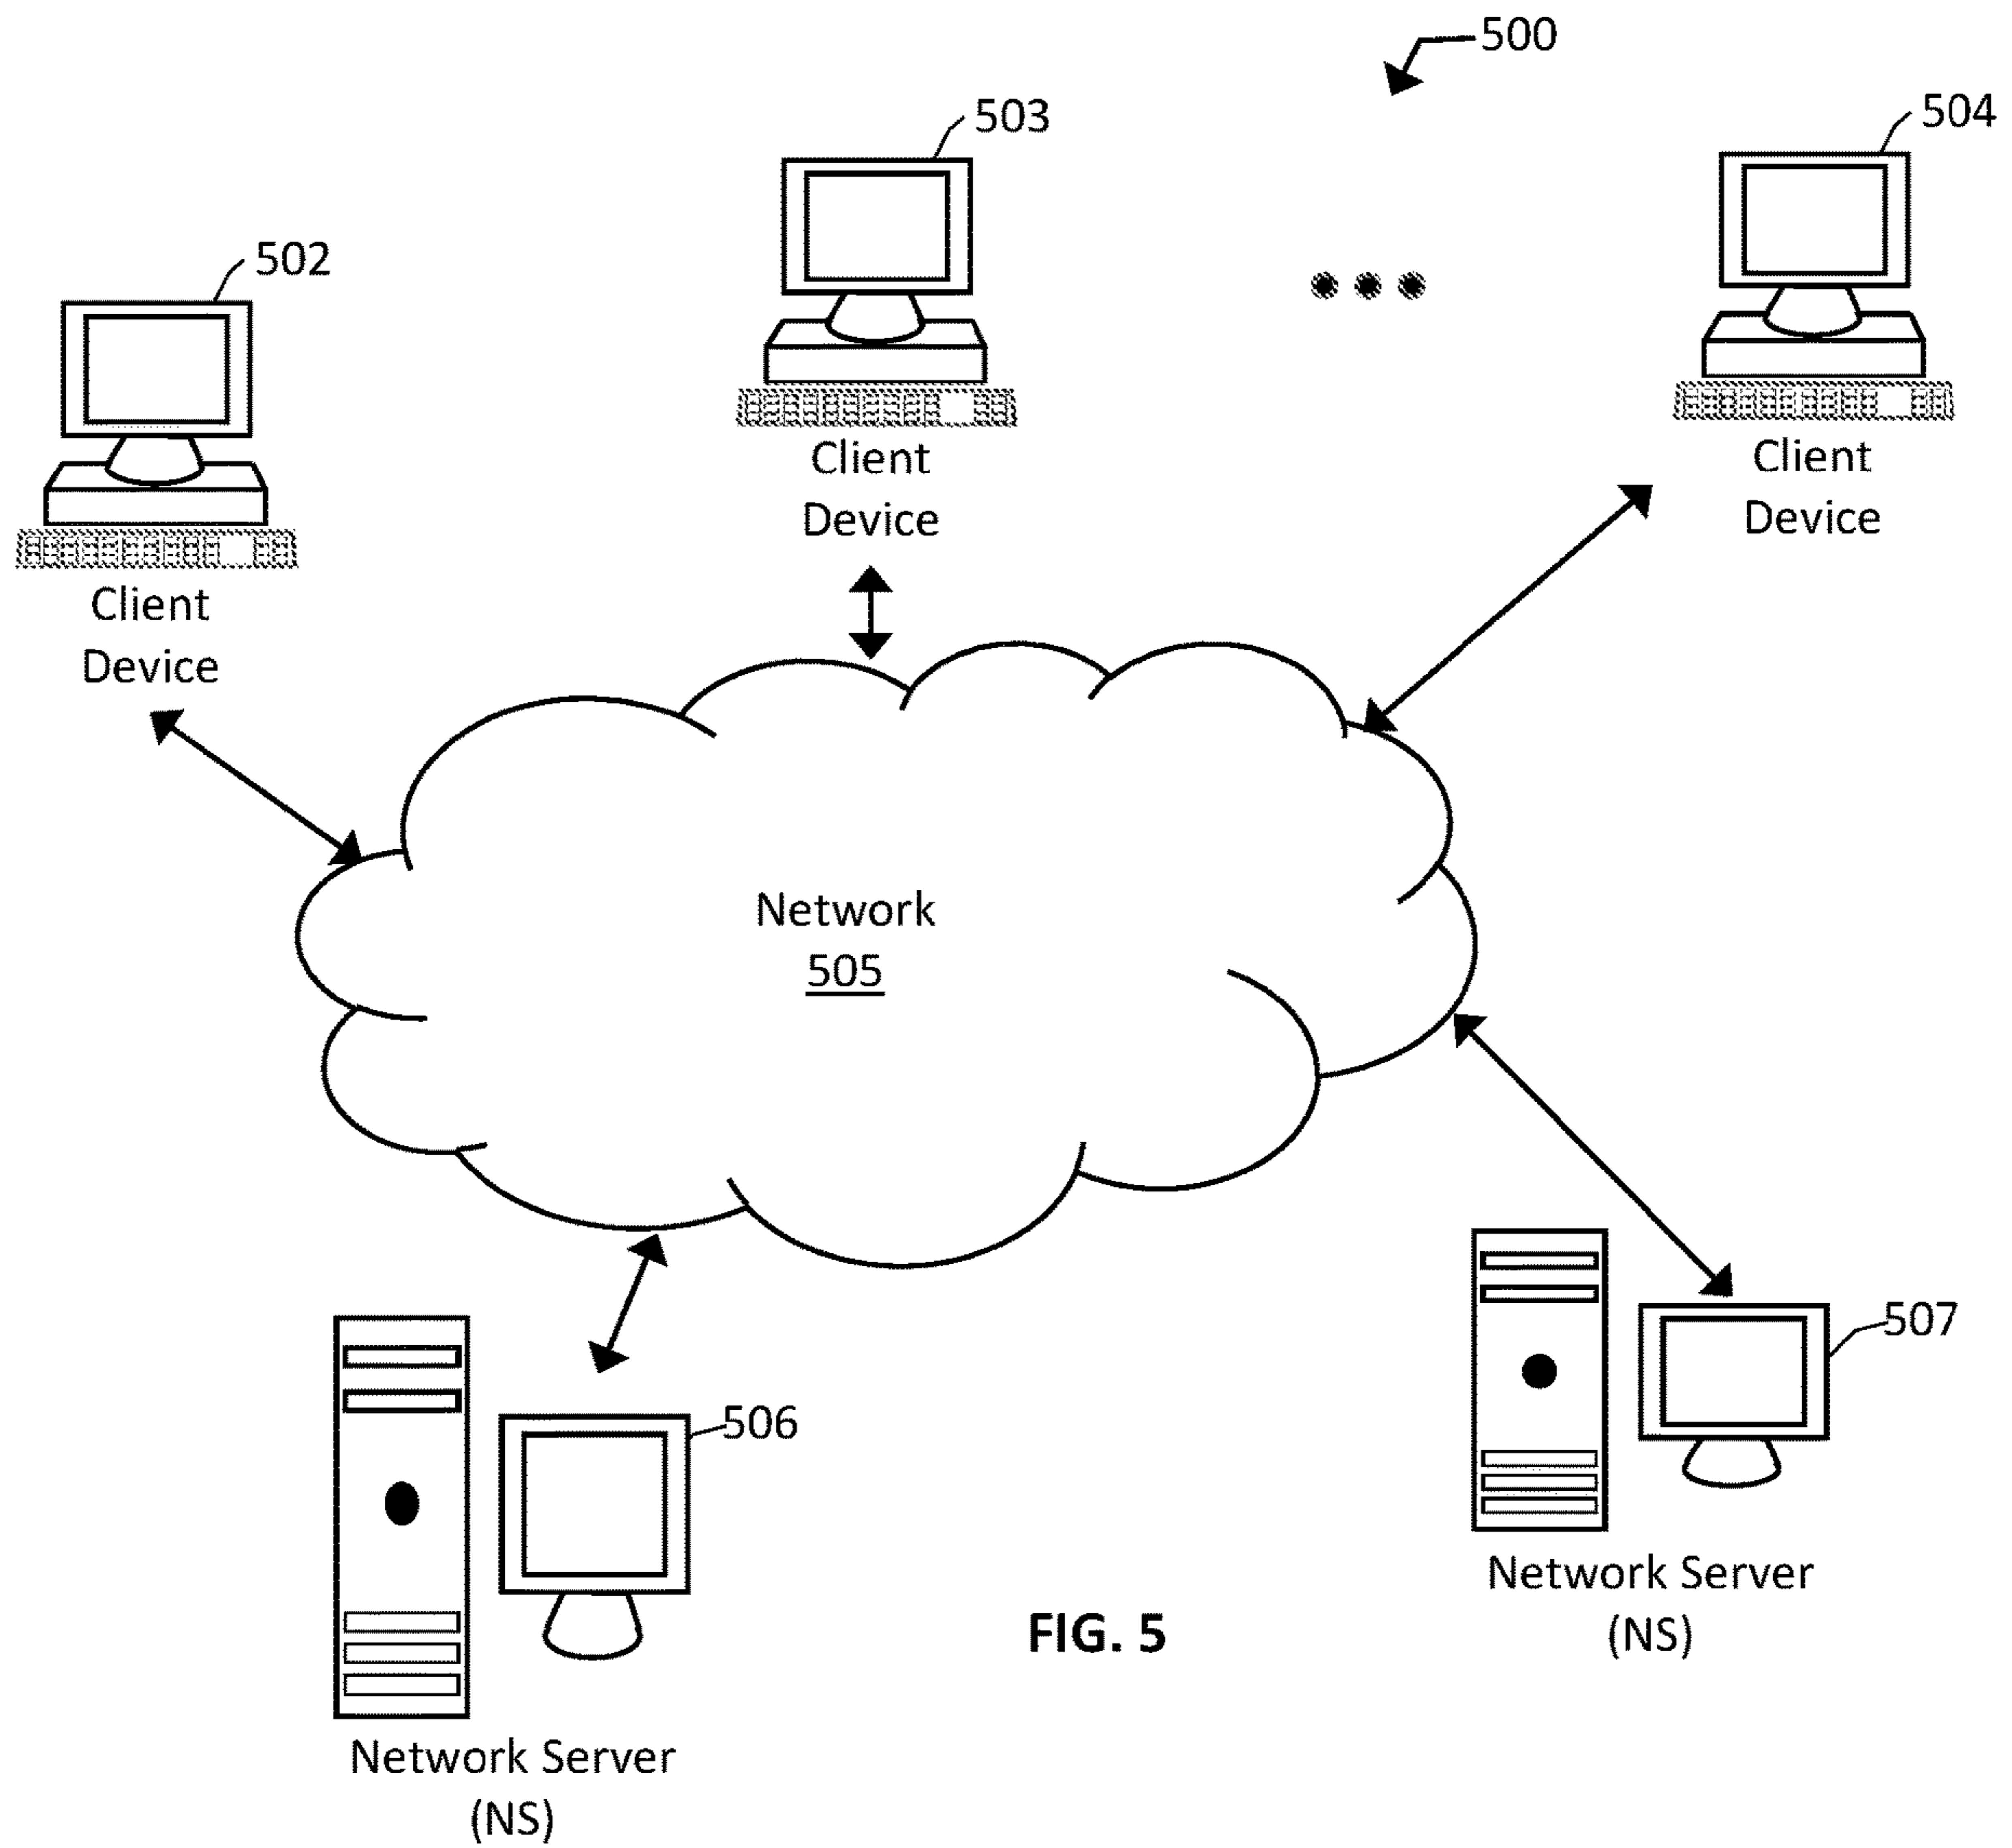 500
503
504
502
Client
Device
Client
Device
Client
Device
Network
505
507
506
Network Server
(NS)
FIG. 5
Network Server
(NS)